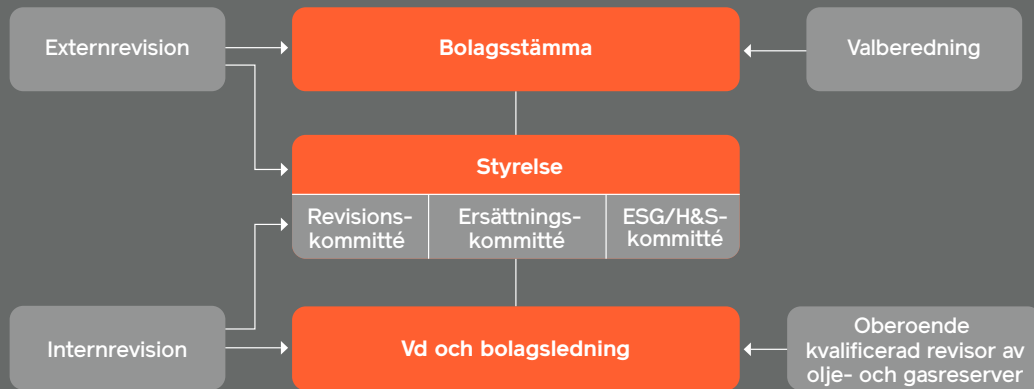 Externrevision
Bolagsstämma
Valberedning
Styrelse
Revisions-
kommitté
Ersättnings-
kommitté
ESG/H&S-
kommitté
Internrevision
Vd och bolagsledning
Oberoende
kvalificerad revisor av
olje- och gasreserver